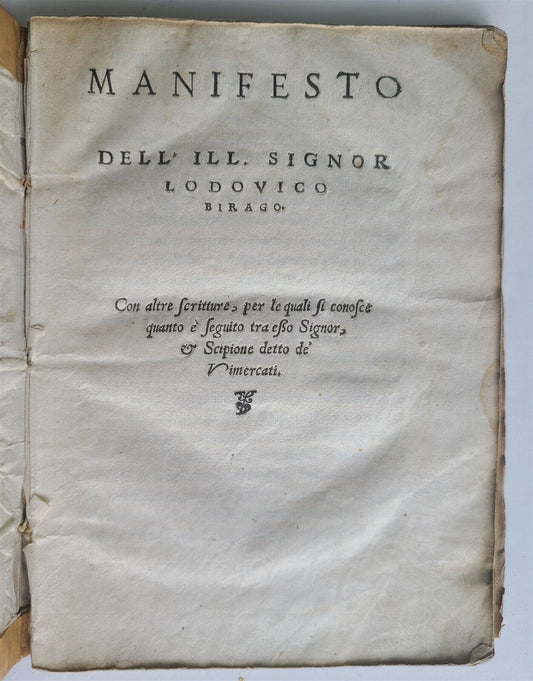 MANIFESTO
DELL' ILL. SIGNOR
LODOVICO
BIRAGO.
Con altre scritture, per le quali si conosce
quanto è seguito tra esso Signor,
& Scipione detto de'
Vimercati.